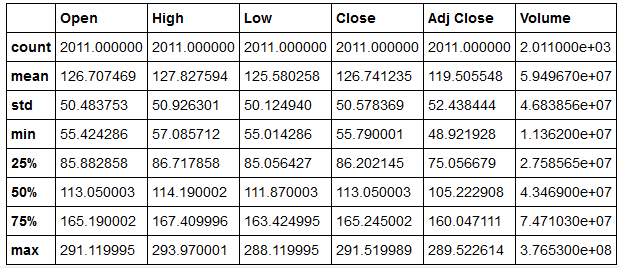 Open High Low Close Adj Close Volume
count 2011.000000 2011.000000 2011.000000 2011.000000 2011.000000 2.011000e+03
mean 126.707469 127.827594 125.580258 126.741235 119.505548 5.949670e+07
std 50.483753 50.926301 50.124940 50.578369 52.438444 4.683856e+07
min 55.424286 57.085712 55.014286 55.790001 48.921928 1.136200e+07
25% 85.882858 86.717858 85.056427 86.202145 75.056679 2.758565e+07
50% 113.050003 114.190002 111.870003 113.050003 105.222908 4.346900e+07
75% 165.190002 167.409996 163.424995 165.245002 160.047111 7.471030e+07
max 291.119995 293.970001 288.119995 291.519989 289.522614 3.765300e+08